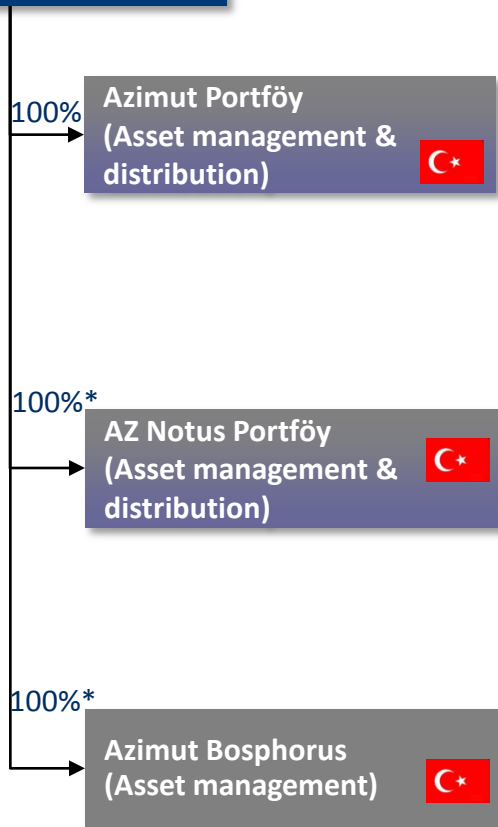 100%
Azimut Portföy
(Asset management &
distribution)
100%*
AZ Notus Portföy
(Asset management &
distribution)
100%*
Azimut Bosphorus
(Asset management)